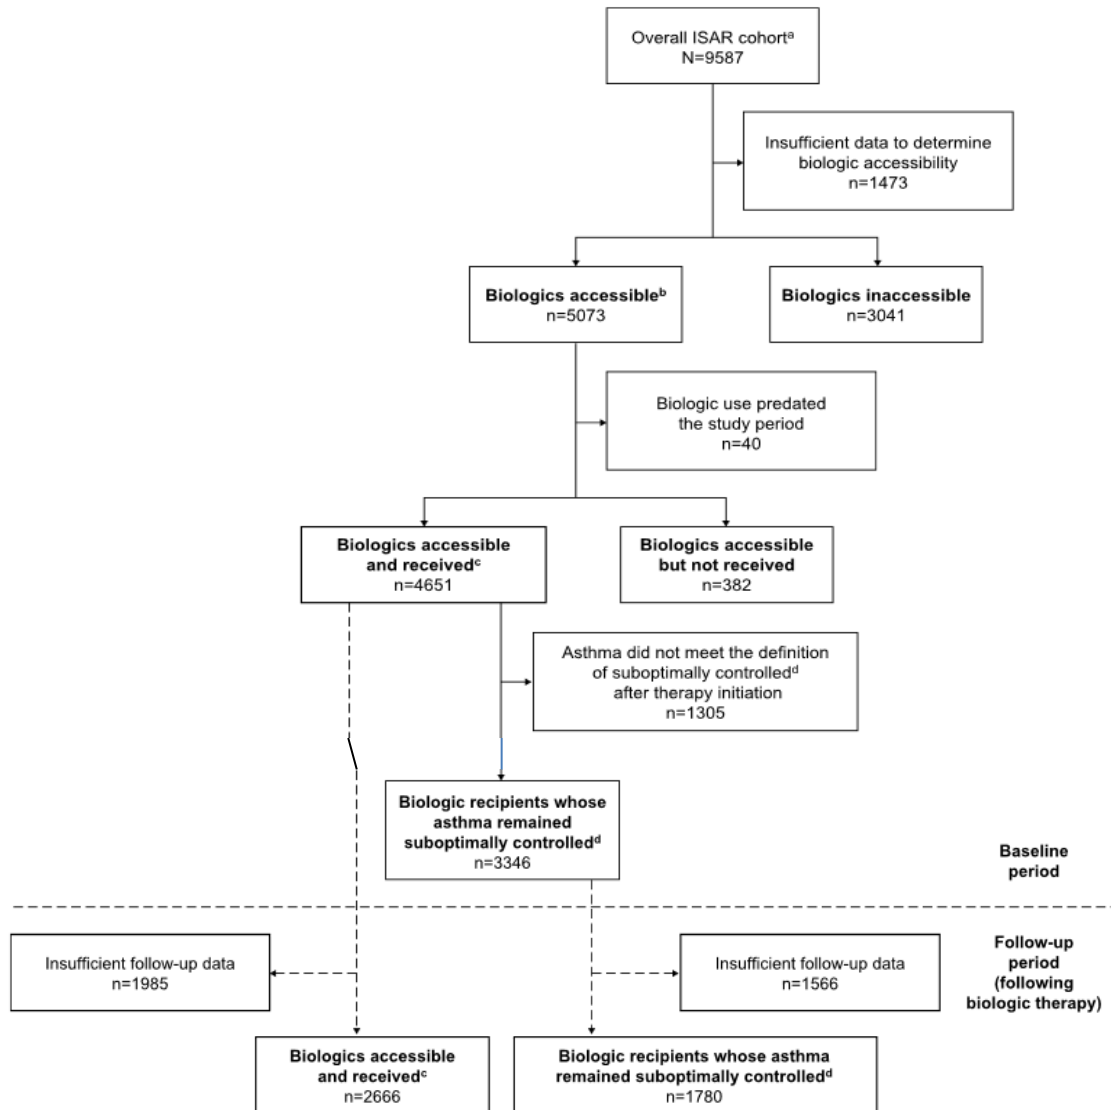 Overall ISAR cohortᵃ
N=9587
Insufficient data to determine
biologic accessibility
n=1473
Biologics accessibleᵇ
n=5073
Biologics inaccessible
n=3041
Biologic use predated
the study period
n=40
Biologics accessible
and receivedᶜ
n=4651
Biologics accessible
but not received
n=382
Asthma did not meet the definition
of suboptimally controlledᵈ
after therapy initiation
n=1305
Biologic recipients whose
asthma remained
suboptimally controlledᵈ
n=3346
Baseline
period
Insufficient follow-up data
n=1985
Insufficient follow-up data
n=1566
Follow-up
period
(following
biologic therapy)
Biologics accessible
and receivedᶜ
n=2666
Biologic recipients whose asthma
remained suboptimally controlledᵈ
n=1780